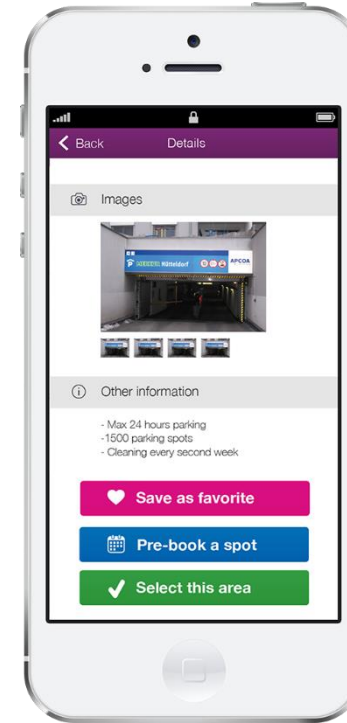 Back
Details
Images
P
Hütteldorf
APCOA
Other information
- Max 24 hours parking
-1500 parking spots
- Cleaning every second week
Save as favorite
Pre-book a spot
Select this area